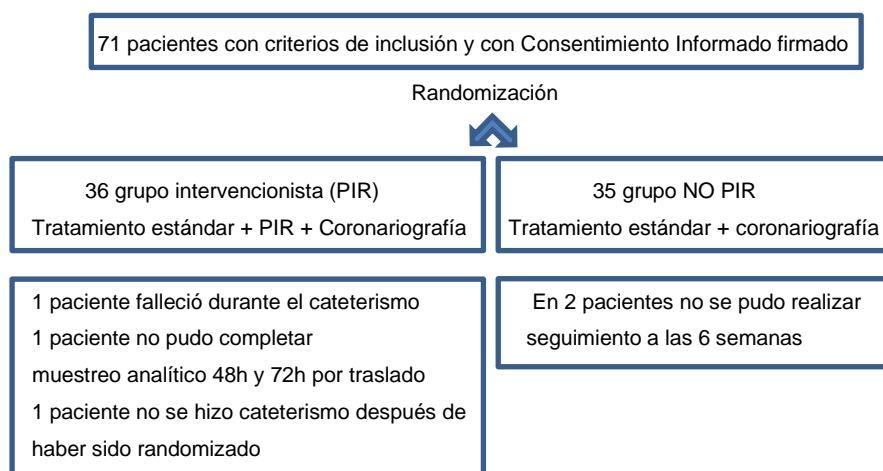 71 pacientes con criterios de inclusión y con Consentimiento Informado firmado
Randomización
36 grupo intervencionista (PIR)
Tratamiento estándar + PIR + Coronariografía
35 grupo NO PIR
Tratamiento estándar + coronariografía
1 paciente falleció durante el cateterismo
1 paciente no pudo completar
muestreo analítico 48h y 72h por traslado
1 paciente no se hizo cateterismo después de
haber sido randomizado
En 2 pacientes no se pudo realizar
seguimiento a las 6 semanas